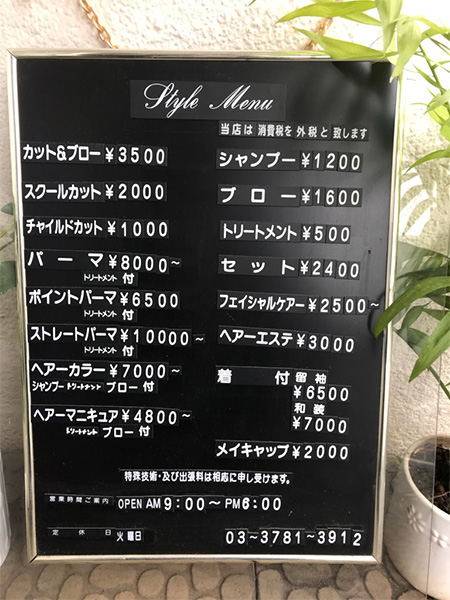 Style Menu
当店は 消費税を 外税と 致します
カット&ブロー ¥3500
スクールカット ¥2000
チャイルドカット ¥1000
パーマ ¥8000~
トリートメント 付
ポイントパーマ ¥6500
トリートメント 付
ストレートパーマ ¥10000~
トリートメント 付
ヘアーカラー ¥7000~
シャンプー トリートメント ブロー 付
ヘアーマニキュア ¥4800~
トリートメント ブロー 付
シャンプー ¥1200
ブロー ¥1600
トリートメント ¥500
セット ¥2400
フェイシャルケアー ¥2500~
ヘアーエステ ¥3000
着付 留袖 ¥6500
和装 ¥7000
メイキャップ ¥2000
特殊技術・及び出張料は相応に申し受けます。
営業時間ご案内 OPEN AM 9:00~ PM 6:00
定休日 火曜日 03-3781-3912